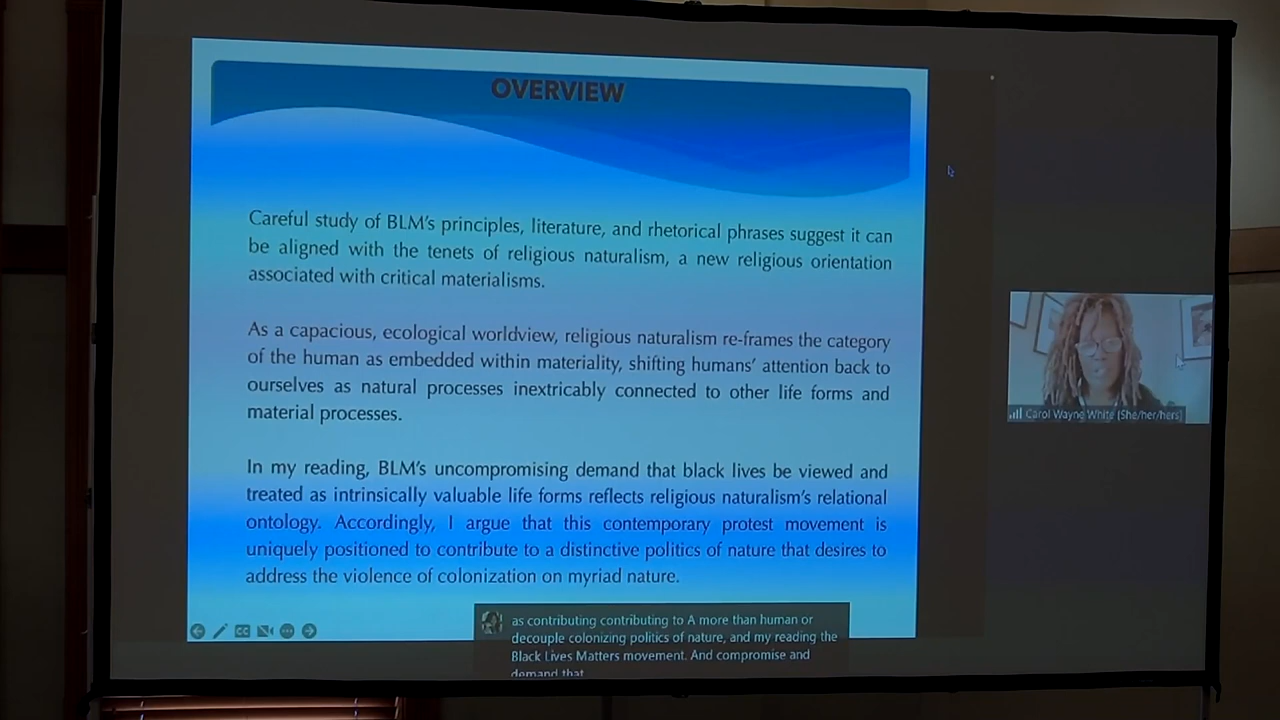 OVERVIEW
Careful study of BLM's principles, literature, and rhetorical phrases suggest it can
be aligned with the tenets of religious naturalism, a new religious orientation
associated with critical materialisms.
As a capacious, ecological worldview, religious naturalism re-frames the category
of the human as embedded within materiality, shifting humans' attention back to
ourselves as natural processes inextricably connected to other life forms and
material processes.
In my reading, BLM's uncompromising demand that black lives be viewed and
treated as intrinsically valuable life forms reflects religious naturalism's relational
ontology. Accordingly, I argue that this contemporary protest movement is
uniquely positioned to contribute to a distinctive politics of nature that desires to
address the violence of colonization on myriad nature.
CC
as contributing contributing to A more than human or
decouple colonizing politics of nature, and my reading the
Black Lives Matters movement. And compromise and
demand that
Carol Wayne White (She/her/hers)